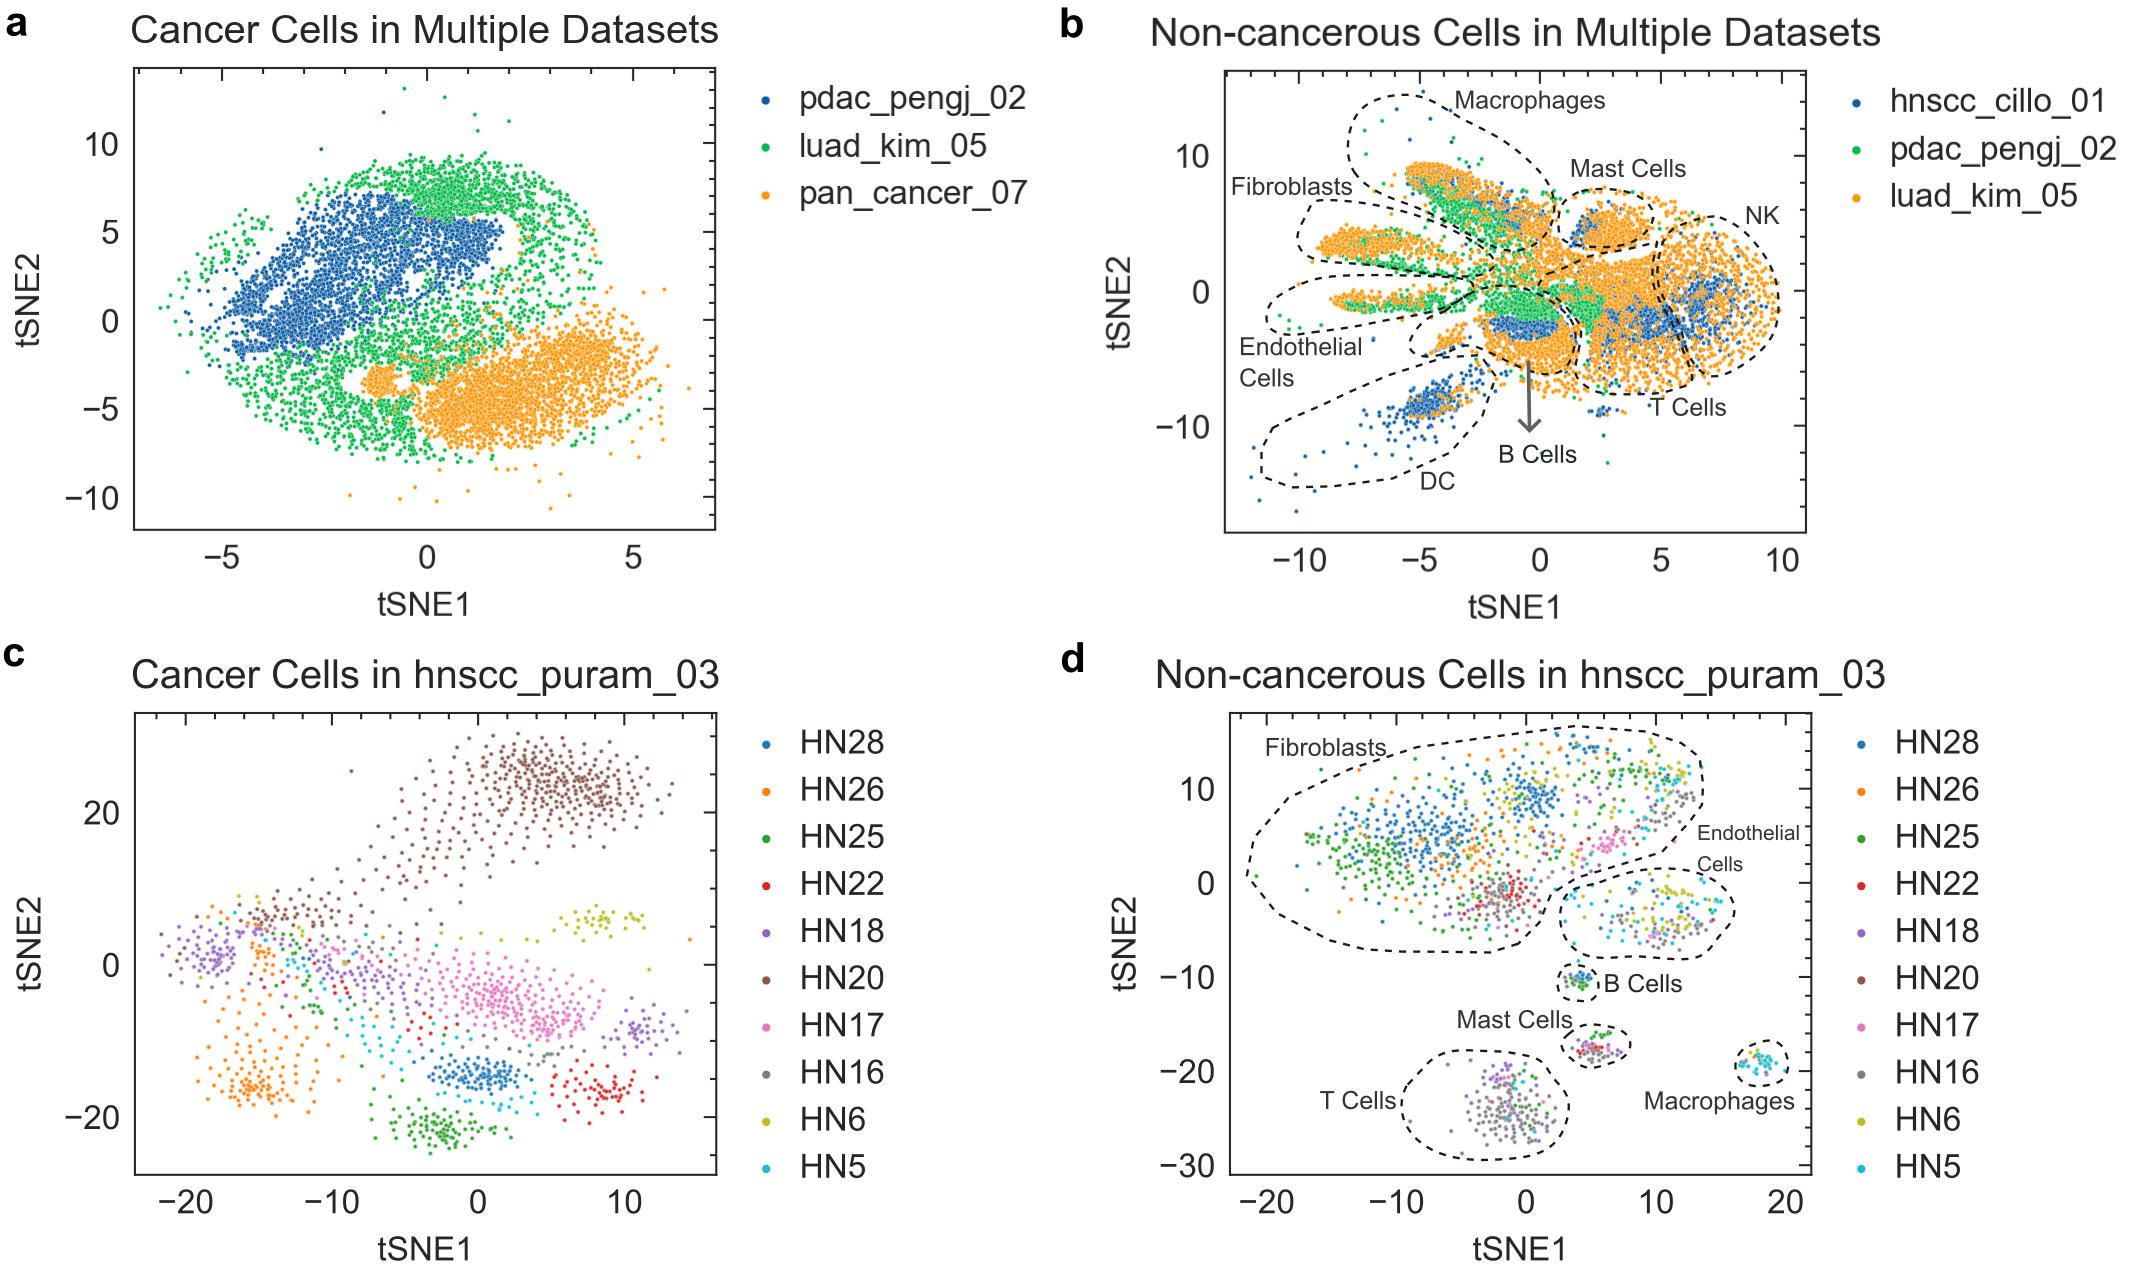 a
Cancer Cells in Multiple Datasets
10
5
0
−5
−10
tSNE2
−5
0
5
tSNE1
pdac_pengj_02
luad_kim_05
pan_cancer_07
b
Non-cancerous Cells in Multiple Datasets
Macrophages
Mast Cells
Fibroblasts
NK
Endothelial
Cells
T Cells
B Cells
DC
10
0
−10
tSNE2
−10
−5
0
5
10
tSNE1
hnscc_cillo_01
pdac_pengj_02
luad_kim_05
c
Cancer Cells in hnscc_puram_03
20
0
−20
tSNE2
−20
−10
0
10
tSNE1
HN28
HN26
HN25
HN22
HN18
HN20
HN17
HN16
HN6
HN5
d
Non-cancerous Cells in hnscc_puram_03
Fibroblasts
Endothelial
Cells
B Cells
Mast Cells
T Cells
Macrophages
10
0
−10
−20
−30
tSNE2
−20
−10
0
10
20
tSNE1
HN28
HN26
HN25
HN22
HN18
HN20
HN17
HN16
HN6
HN5